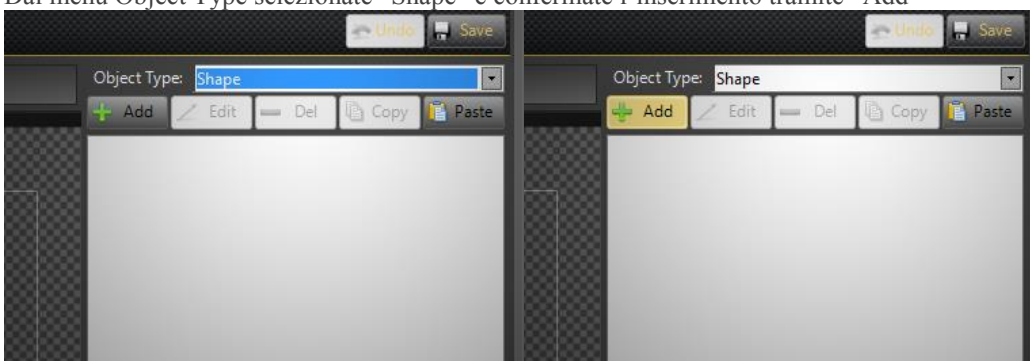 Dal menù Object Type selezionate "Shape" e confermate l'inserimento tramite "Add"
Undo Save
Object Type: Shape
Add Edit Del Copy Paste
Undo Save
Object Type: Shape
Add Edit Del Copy Paste